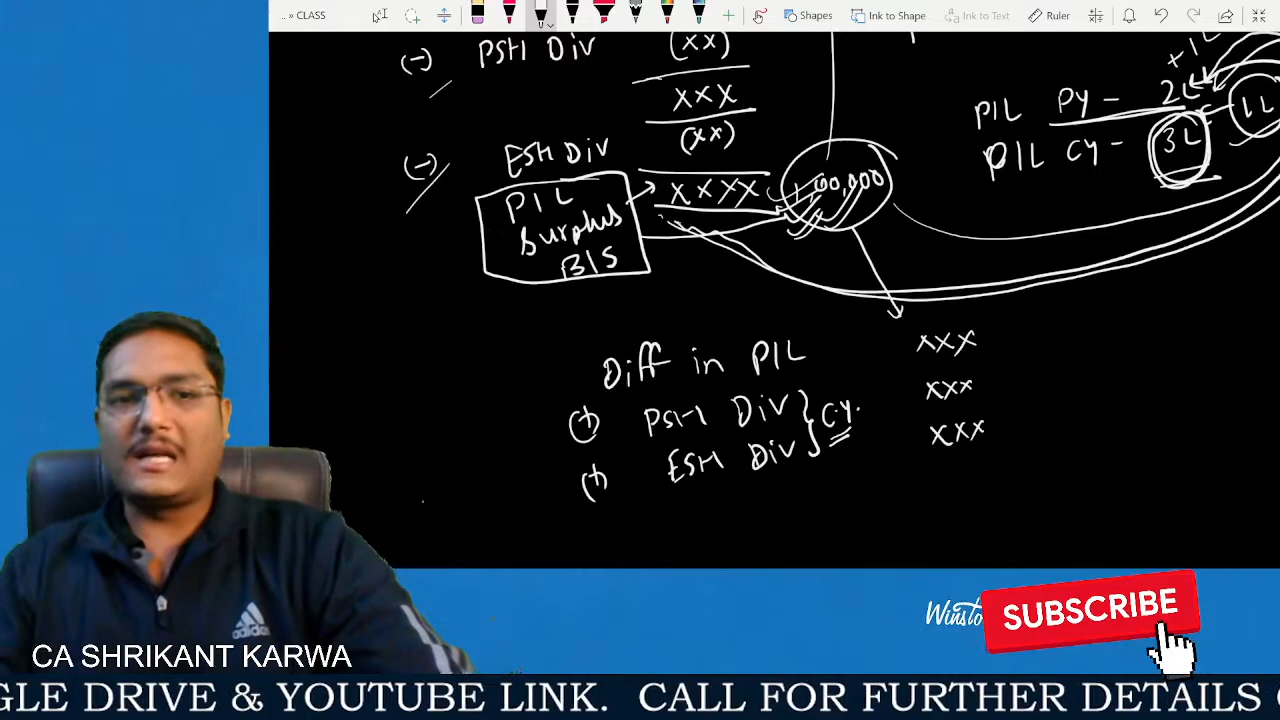 .. » CLASS Shapes Ink to Shape Ink to Text Ruler
(-) PSH Div (xx)
xxx
(-) ESH Div (xx)
P/L Surplus B/S
xxxx 100,000
+1L
P/L PY - 2L 1L
P/L CY - 3L
Diff in P/L xxx
(+) PSH Div } C.Y. xxx
(+) ESH Div xxx
Winsto
SUBSCRIBE
CA SHRIKANT KARWA
GLE DRIVE & YOUTUBE LINK. CALL FOR FURTHER DETAILS